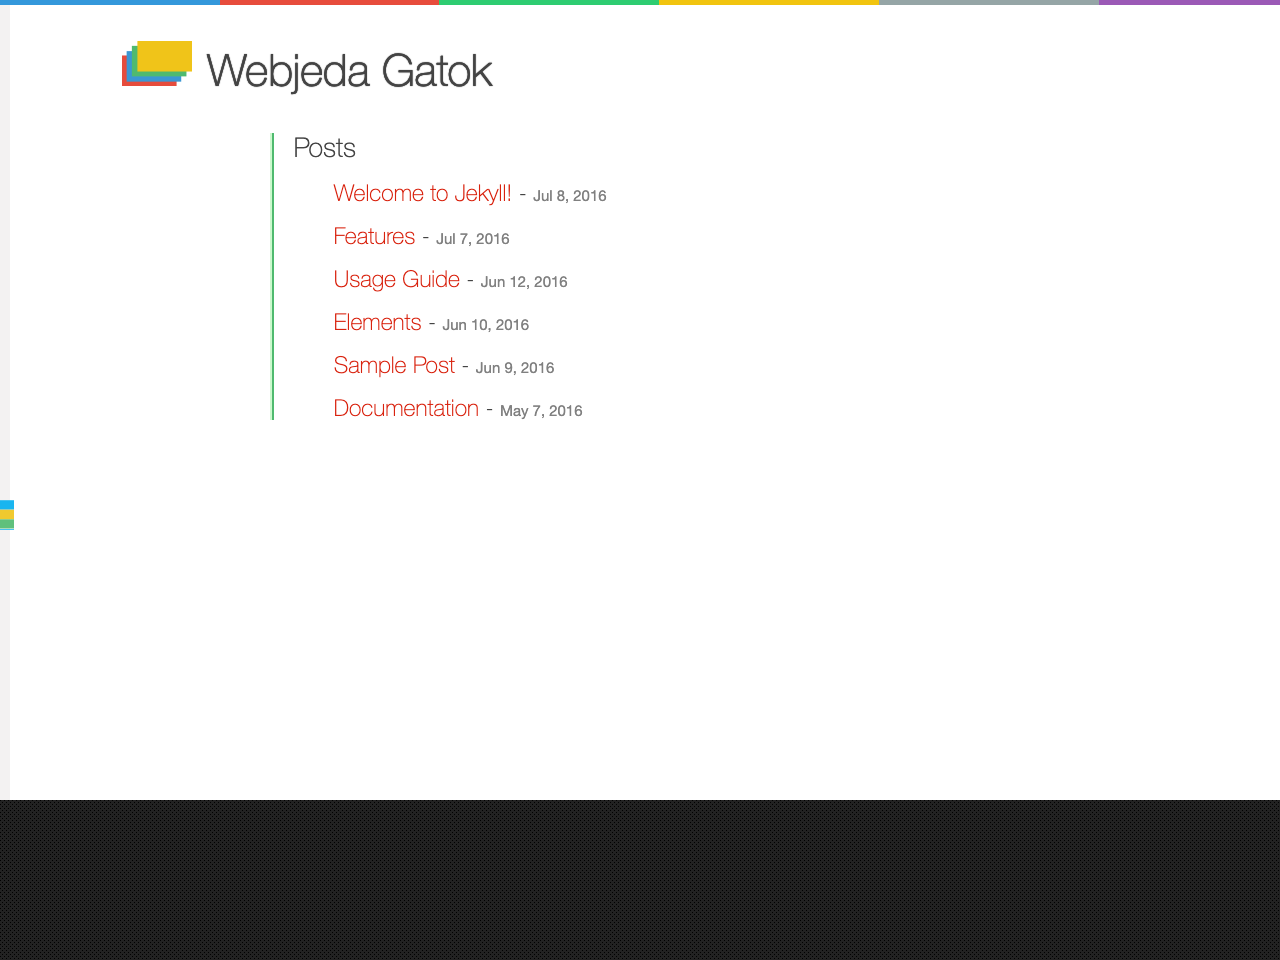 Webjeda Gatok
Posts
Welcome to Jekyll! - Jul 8, 2016
Features - Jul 7, 2016
Usage Guide - Jun 12, 2016
Elements - Jun 10, 2016
Sample Post - Jun 9, 2016
Documentation - May 7, 2016